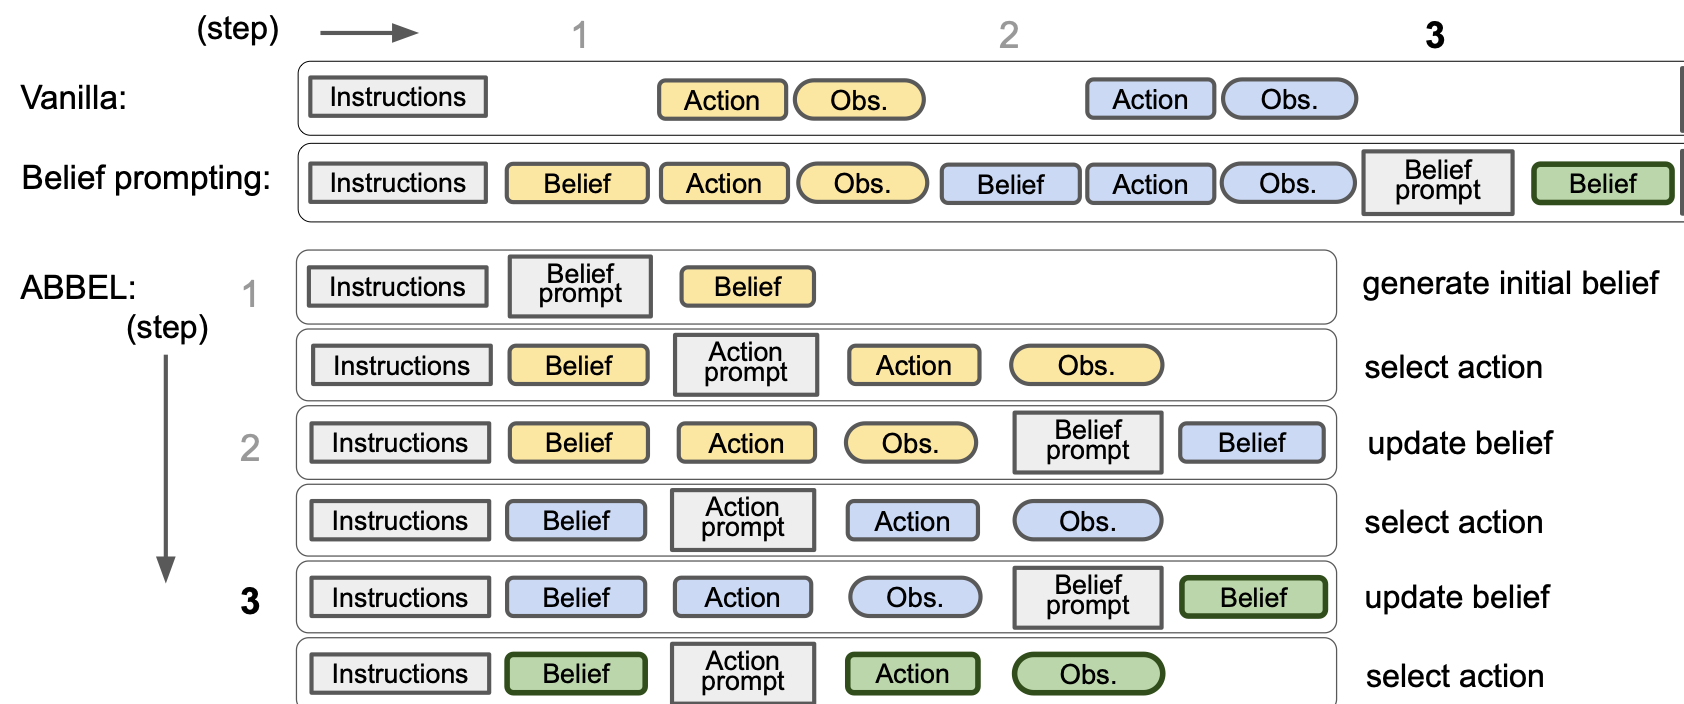 (step) 1 2 3
Vanilla: Instructions Action Obs. Action Obs.
Belief prompting: Instructions Belief Action Obs. Belief Action Obs. Belief prompt Belief
ABBEL: 1 Instructions Belief prompt Belief generate initial belief
(step)
Instructions Belief Action prompt Action Obs. select action
2 Instructions Belief Action Obs. Belief prompt Belief update belief
Instructions Belief Action prompt Action Obs. select action
3 Instructions Belief Action Obs. Belief prompt Belief update belief
Instructions Belief Action prompt Action Obs. select action